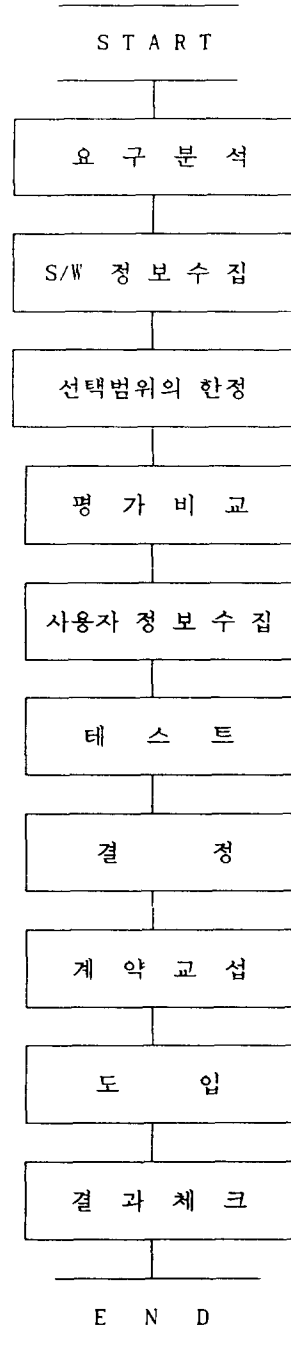 S T A R T
요 구 분 석
S/W 정 보 수 집
선택범위의 한정
평 가 비 교
사용자 정 보 수 집
테 스 트
결 정
계 약 교 섭
도 입
결 과 체 크
E N D